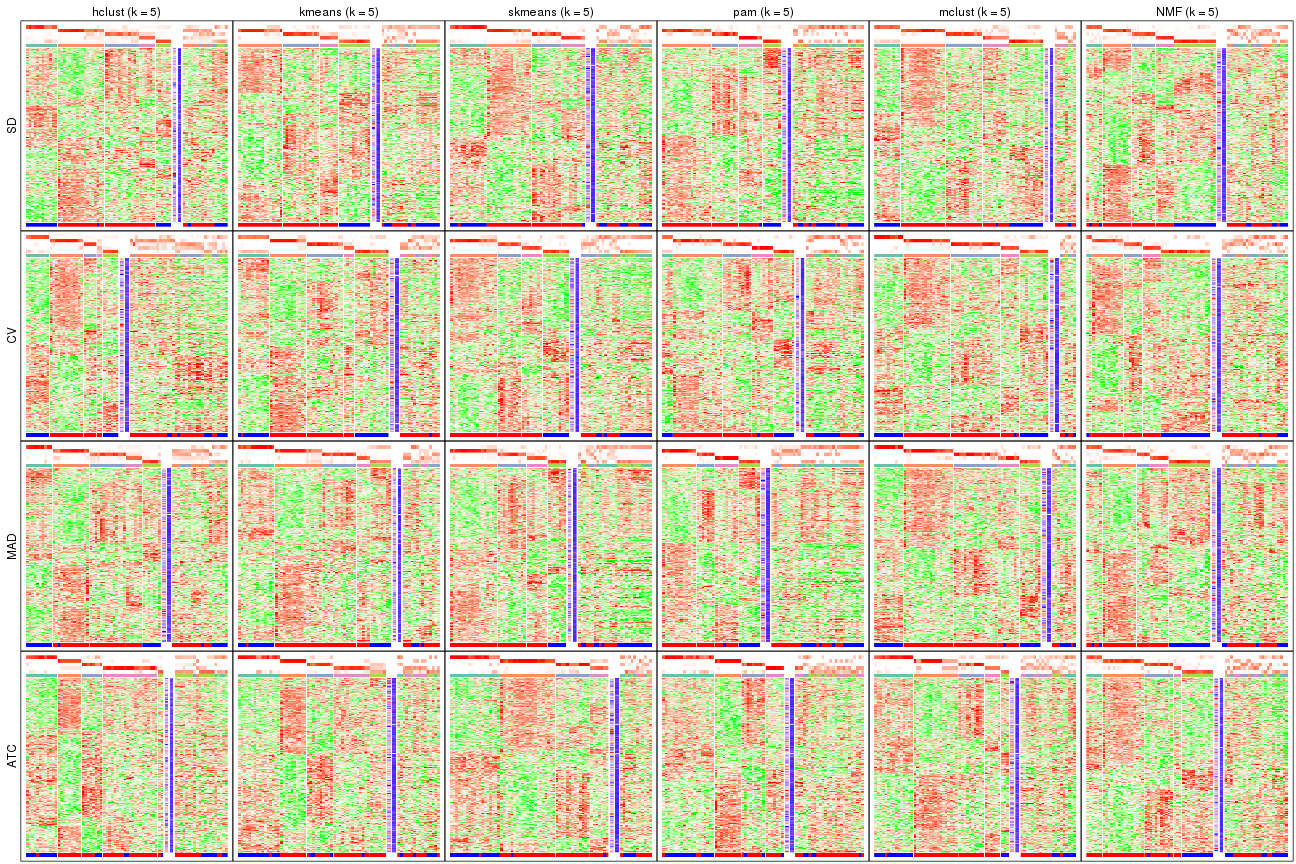 hclust (k = 5)
kmeans (k = 5)
skmeans (k = 5)
pam (k = 5)
mclust (k = 5)
NMF (k = 5)
SD
CV
MAD
ATC